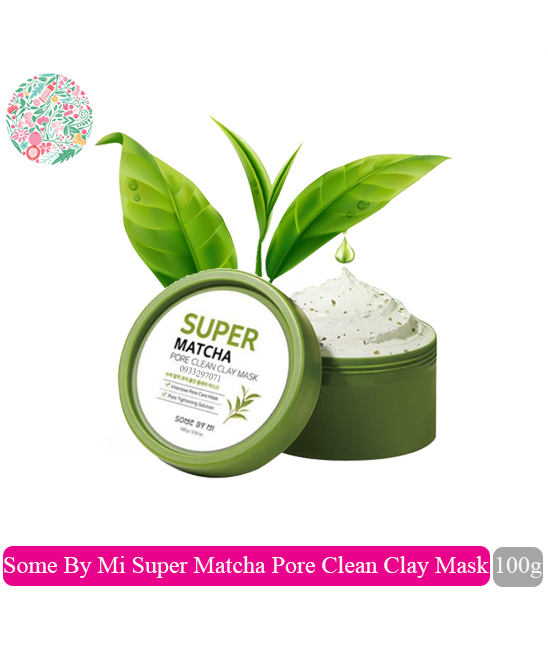 SUPER
MATCHA
PORE CLEAN CLAY MASK
0933297071
Intensive Pore Care Mask
Pore Tightening Solution
SOME BY MI
Some By Mi Super Matcha Pore Clean Clay Mask 100g